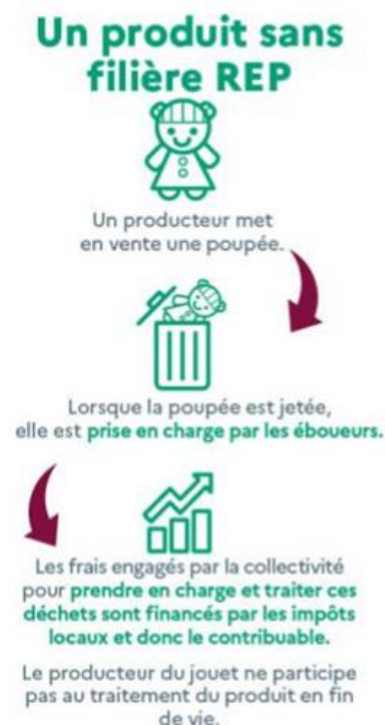 Un produit sans
filière REP
Un producteur met
en vente une poupée.
Lorsque la poupée est jetée,
elle est prise en charge par les éboueurs.
Les frais engagés par la collectivité
pour prendre en charge et traiter ces
déchets sont financés par les impôts
locaux et donc le contribuable.
Le producteur du jouet ne participe
pas au traitement du produit en fin
de vie.